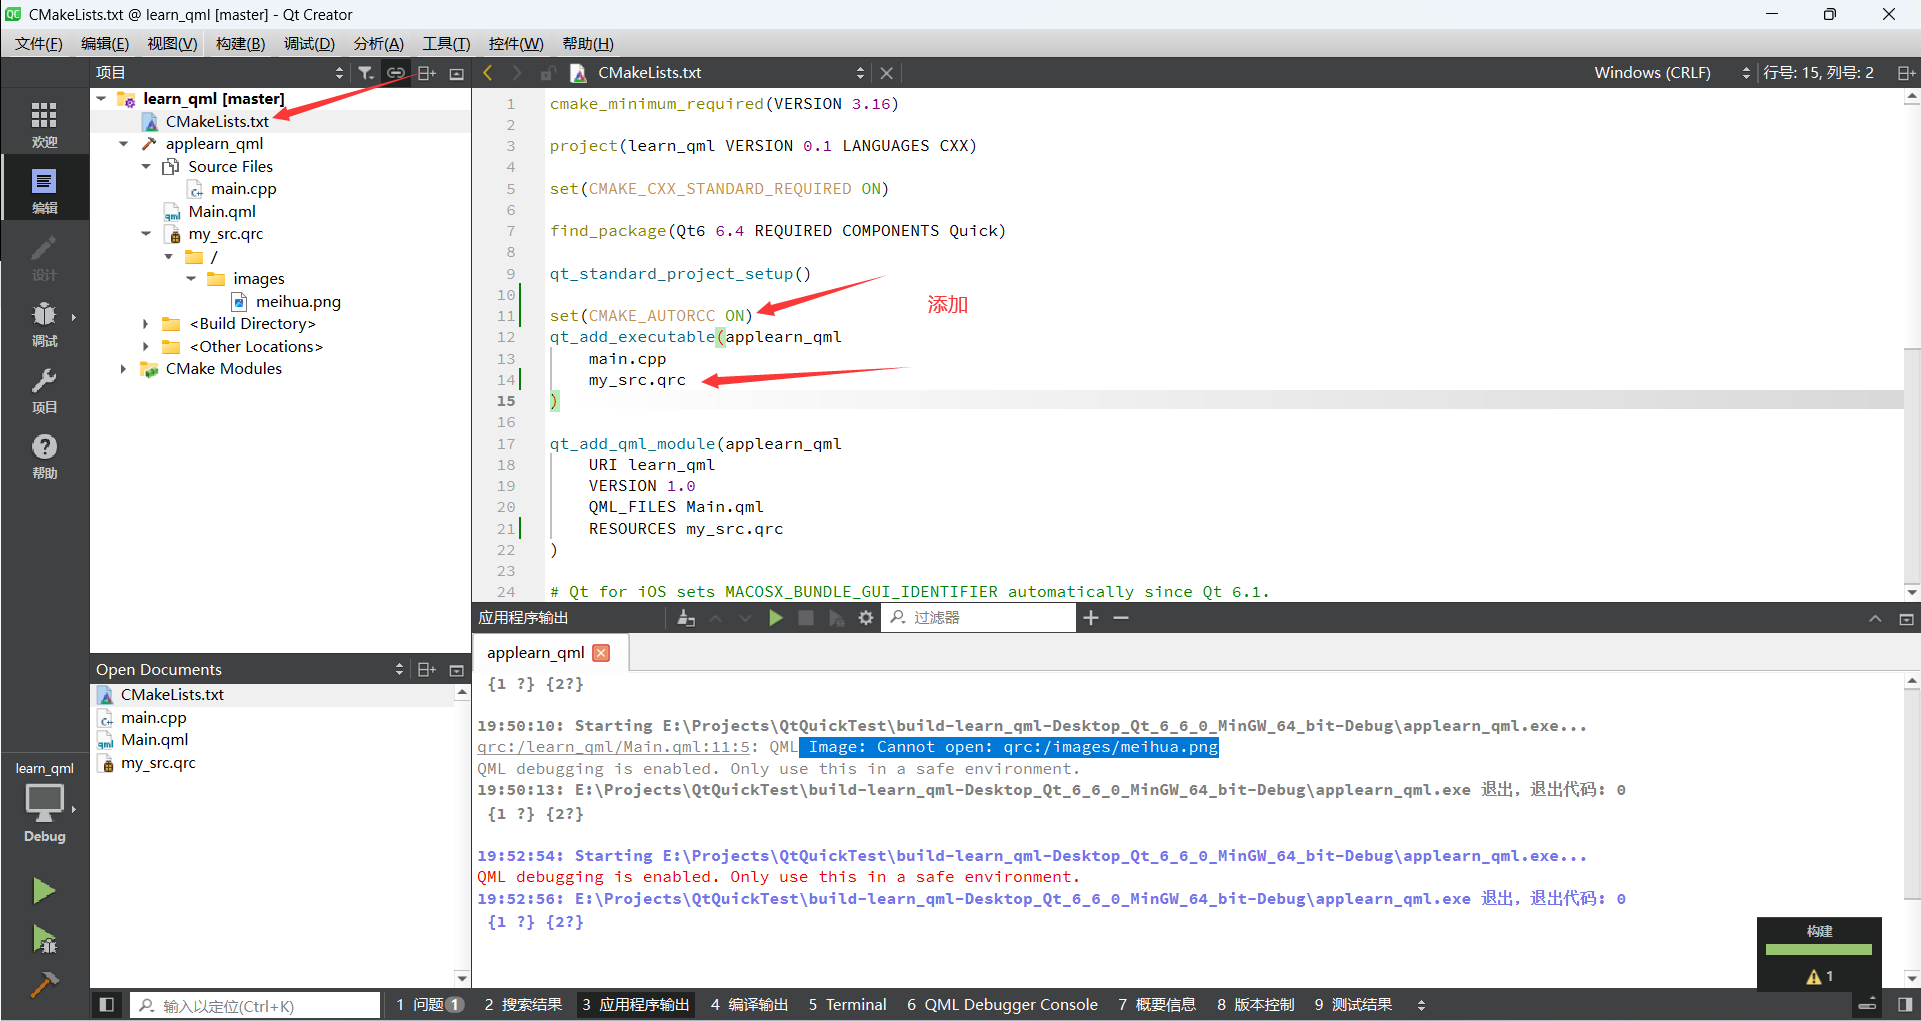 CMakeLists.txt @ learn_qml [master] - Qt Creator
文件(F) 编辑(E) 视图(V) 构建(B) 调试(D) 分析(A) 工具(T) 控件(W) 帮助(H)
项目
CMakeLists.txt
Windows (CRLF)
行号: 15, 列号: 2
欢迎
编辑
设计
调试
项目
帮助
learn_qml
Debug
learn_qml [master]
CMakeLists.txt
applearn_qml
Source Files
main.cpp
Main.qml
my_src.qrc
/
images
meihua.png
<Build Directory>
<Other Locations>
CMake Modules
Open Documents
CMakeLists.txt
main.cpp
Main.qml
my_src.qrc
1 cmake_minimum_required(VERSION 3.16)
2
3 project(learn_qml VERSION 0.1 LANGUAGES CXX)
4
5 set(CMAKE_CXX_STANDARD_REQUIRED ON)
6
7 find_package(Qt6 6.4 REQUIRED COMPONENTS Quick)
8
9 qt_standard_project_setup()
10
11 set(CMAKE_AUTORCC ON)
添加
12 qt_add_executable(applearn_qml
13 main.cpp
14 my_src.qrc
15 )
16
17 qt_add_qml_module(applearn_qml
18 URI learn_qml
19 VERSION 1.0
20 QML_FILES Main.qml
21 RESOURCES my_src.qrc
22 )
23
24 # Qt for iOS sets MACOSX_BUNDLE_GUI_IDENTIFIER automatically since Qt 6.1.
应用程序输出
过滤器
applearn_qml
{1 ?} {2?}
19:50:10: Starting E:\Projects\QtQuickTest\build-learn_qml-Desktop_Qt_6_6_0_MinGW_64_bit-Debug\applearn_qml.exe...
qrc:/learn_qml/Main.qml:11:5: QML Image: Cannot open: qrc:/images/meihua.png
QML debugging is enabled. Only use this in a safe environment.
19:50:13: E:\Projects\QtQuickTest\build-learn_qml-Desktop_Qt_6_6_0_MinGW_64_bit-Debug\applearn_qml.exe 退出，退出代码: 0
{1 ?} {2?}
19:52:54: Starting E:\Projects\QtQuickTest\build-learn_qml-Desktop_Qt_6_6_0_MinGW_64_bit-Debug\applearn_qml.exe...
QML debugging is enabled. Only use this in a safe environment.
19:52:56: E:\Projects\QtQuickTest\build-learn_qml-Desktop_Qt_6_6_0_MinGW_64_bit-Debug\applearn_qml.exe 退出，退出代码: 0
{1 ?} {2?}
构建
1
输入以定位(Ctrl+K)
1 问题 1 2 搜索结果 3 应用程序输出 4 编译输出 5 Terminal 6 QML Debugger Console 7 概要信息 8 版本控制 9 测试结果